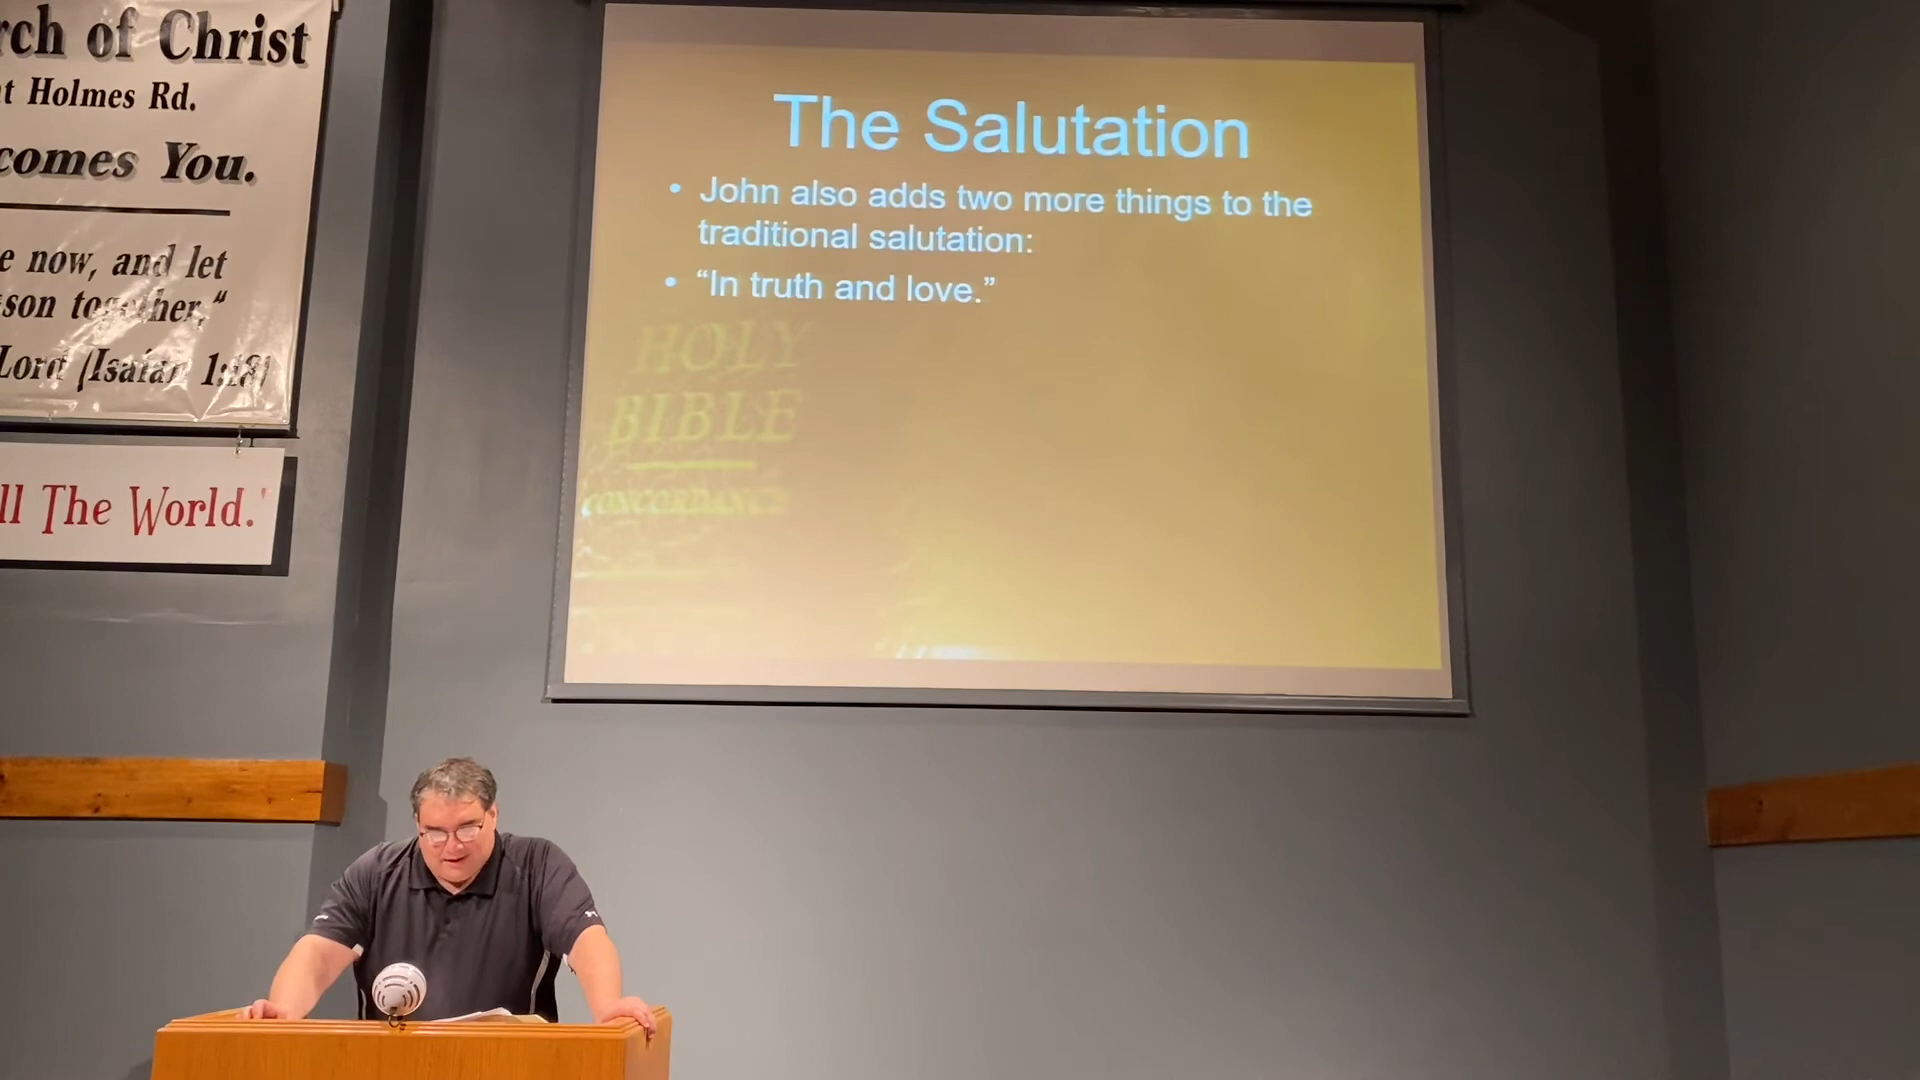 rch of Christ
t Holmes Rd.
comes You.
e now, and let
son together,"
Lord (Isaiah 1:18)
ll The World."
The Salutation
• John also adds two more things to the
traditional salutation:
• “In truth and love.”
HOLY
BIBLE
CONCORDANCE